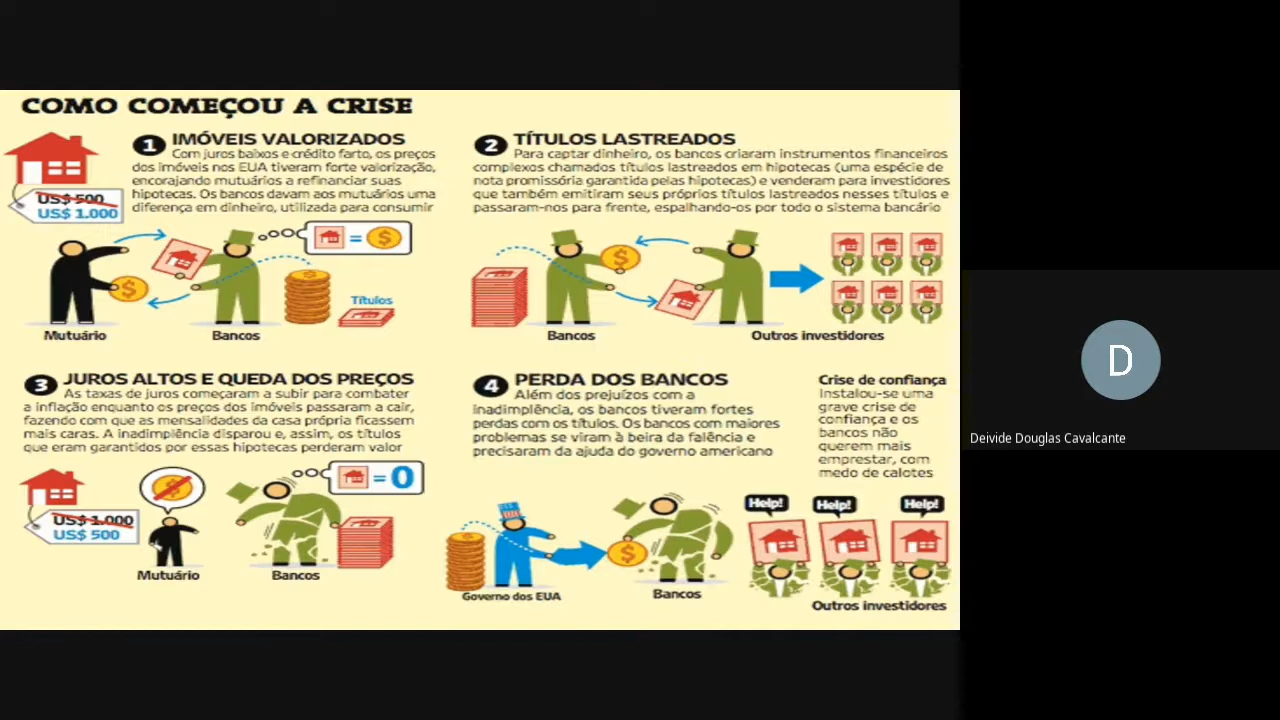 COMO COMEÇOU A CRISE
1 IMÓVEIS VALORIZADOS
Com juros baixos e crédito farto, os preços
dos imóveis nos EUA tiveram forte valorização,
encorajando mutuários a refinanciar suas
hipotecas. Os bancos davam aos mutuários uma
diferença em dinheiro, utilizada para consumir
US$ 500
US$ 1.000
=
$
$
Títulos
Mutuário
Bancos
2 TÍTULOS LASTREADOS
Para captar dinheiro, os bancos criaram instrumentos financeiros
complexos chamados títulos lastreados em hipotecas (uma espécie de
nota promissória garantida pelas hipotecas) e venderam para investidores
que também emitiram seus próprios títulos lastreados nesses títulos e
passaram-nos para frente, espalhando-os por todo o sistema bancário
$
Bancos
Outros investidores
3 JUROS ALTOS E QUEDA DOS PREÇOS
As taxas de juros começaram a subir para combater
a inflação enquanto os preços dos imóveis passaram a cair,
fazendo com que as mensalidades da casa própria ficassem
mais caras. A inadimplência disparou e, assim, os títulos
que eram garantidos por essas hipotecas perderam valor
= 0
$
US$ 1.000
US$ 500
Mutuário
Bancos
4 PERDA DOS BANCOS
Além dos prejuízos com a
inadimplência, os bancos tiveram fortes
perdas com os títulos. Os bancos com maiores
problemas se viram à beira da falência e
precisaram da ajuda do governo americano
Crise de confiança
Instalou-se uma
grave crise de
confiança e os
bancos não
querem mais
emprestar, com
medo de calotes
Help!
Help!
Help!
$
Governo dos EUA
Bancos
Outros investidores
D
Deivide Douglas Cavalcante